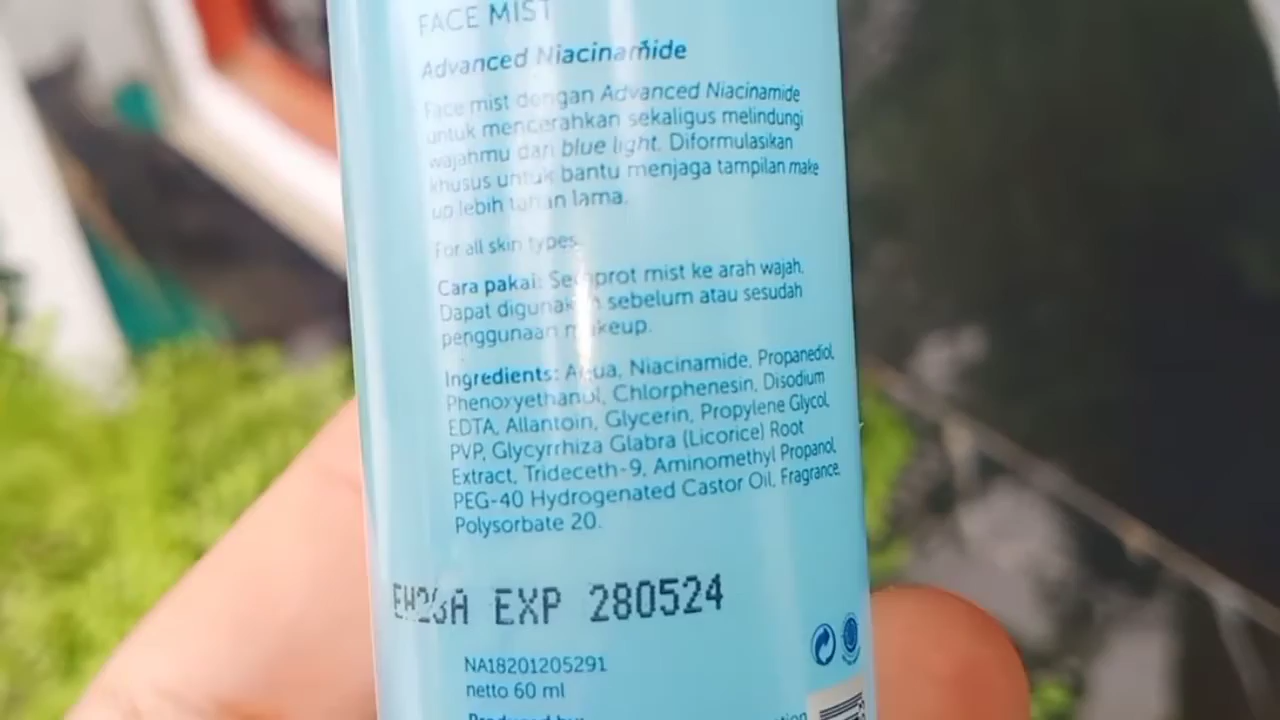 FACE MIST
Advanced Niacinamide
Face mist dengan Advanced Niacinamide
untuk mencerahkan sekaligus melindungi
wajahmu dari blue light. Diformulasikan
khusus untuk bantu menjaga tampilan make
up lebih tahan lama.
For all skin types.
Cara pakai: Semprot mist ke arah wajah.
Dapat digunakan sebelum atau sesudah
penggunaan makeup.
Ingredients: Aqua, Niacinamide, Propanediol,
Phenoxyethanol, Chlorphenesin, Disodium
EDTA, Allantoin, Glycerin, Propylene Glycol,
PVP, Glycyrrhiza Glabra (Licorice) Root
Extract, Trideceth-9, Aminomethyl Propanol,
PEG-40 Hydrogenated Castor Oil, Fragrance,
Polysorbate 20.
EXP 280524
NA18201205291
netto 60 ml
Produced by